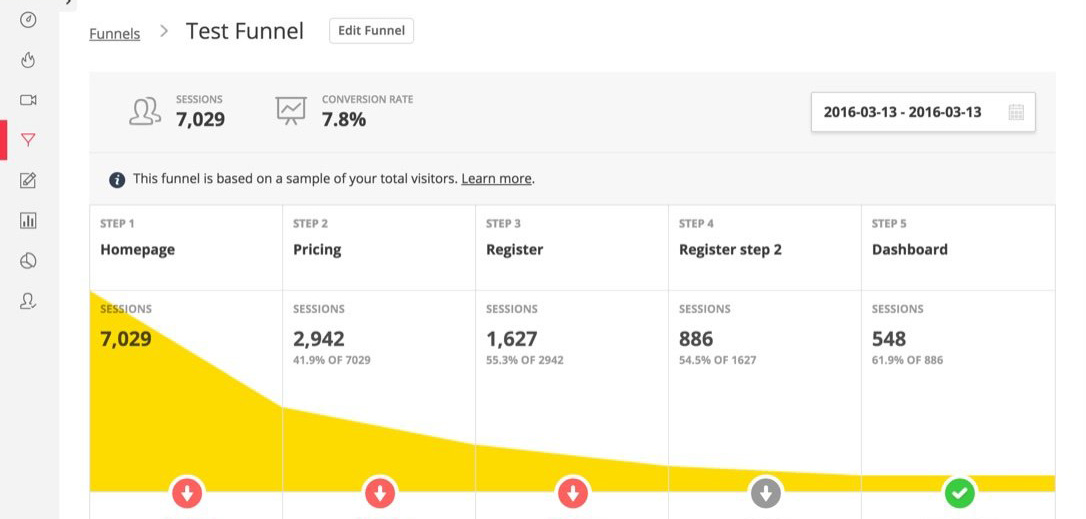 Funnels > Test Funnel Edit Funnel
SESSIONS
7,029
CONVERSION RATE
7.8%
2016-03-13 - 2016-03-13
This funnel is based on a sample of your total visitors. Learn more.
STEP 1
Homepage
SESSIONS
7,029
STEP 2
Pricing
SESSIONS
2,942
41.9% OF 7029
STEP 3
Register
SESSIONS
1,627
55.3% OF 2942
STEP 4
Register step 2
SESSIONS
886
54.5% OF 1627
STEP 5
Dashboard
SESSIONS
548
61.9% OF 886